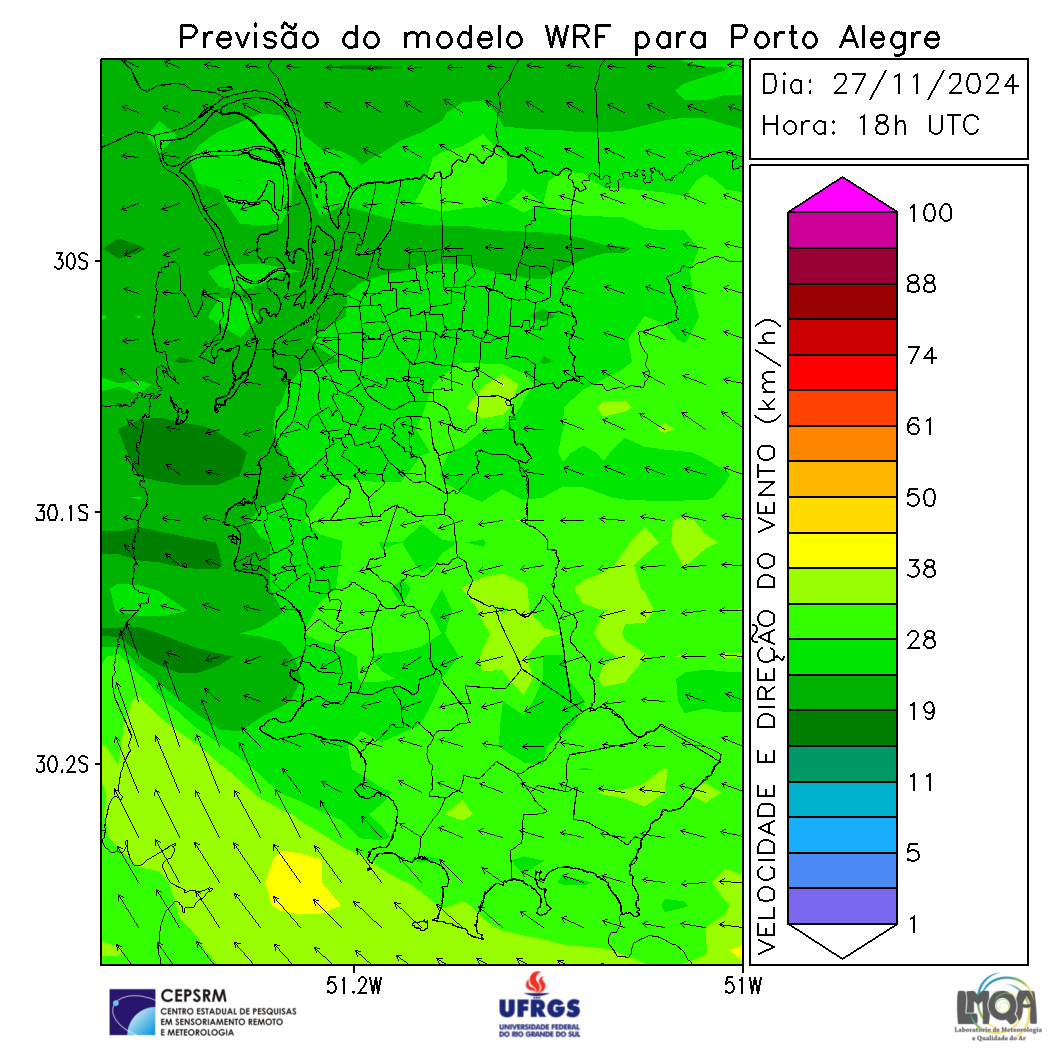 Previsão do modelo WRF para Porto Alegre
Dia: 27/11/2024
Hora: 18h UTC
30S
30.1S
30.2S
51.2W
51W
VELOCIDADE E DIREÇÃO DO VENTO (km/h)
100
88
74
61
50
38
28
19
11
5
1
CEPSRM
CENTRO ESTADUAL DE PESQUISAS
EM SENSORIAMENTO REMOTO
E METEOROLOGIA
UFRGS
UNIVERSIDADE FEDERAL
DO RIO GRANDE DO SUL
LMQA
Laboratório de Meteorologia
e Qualidade do Ar